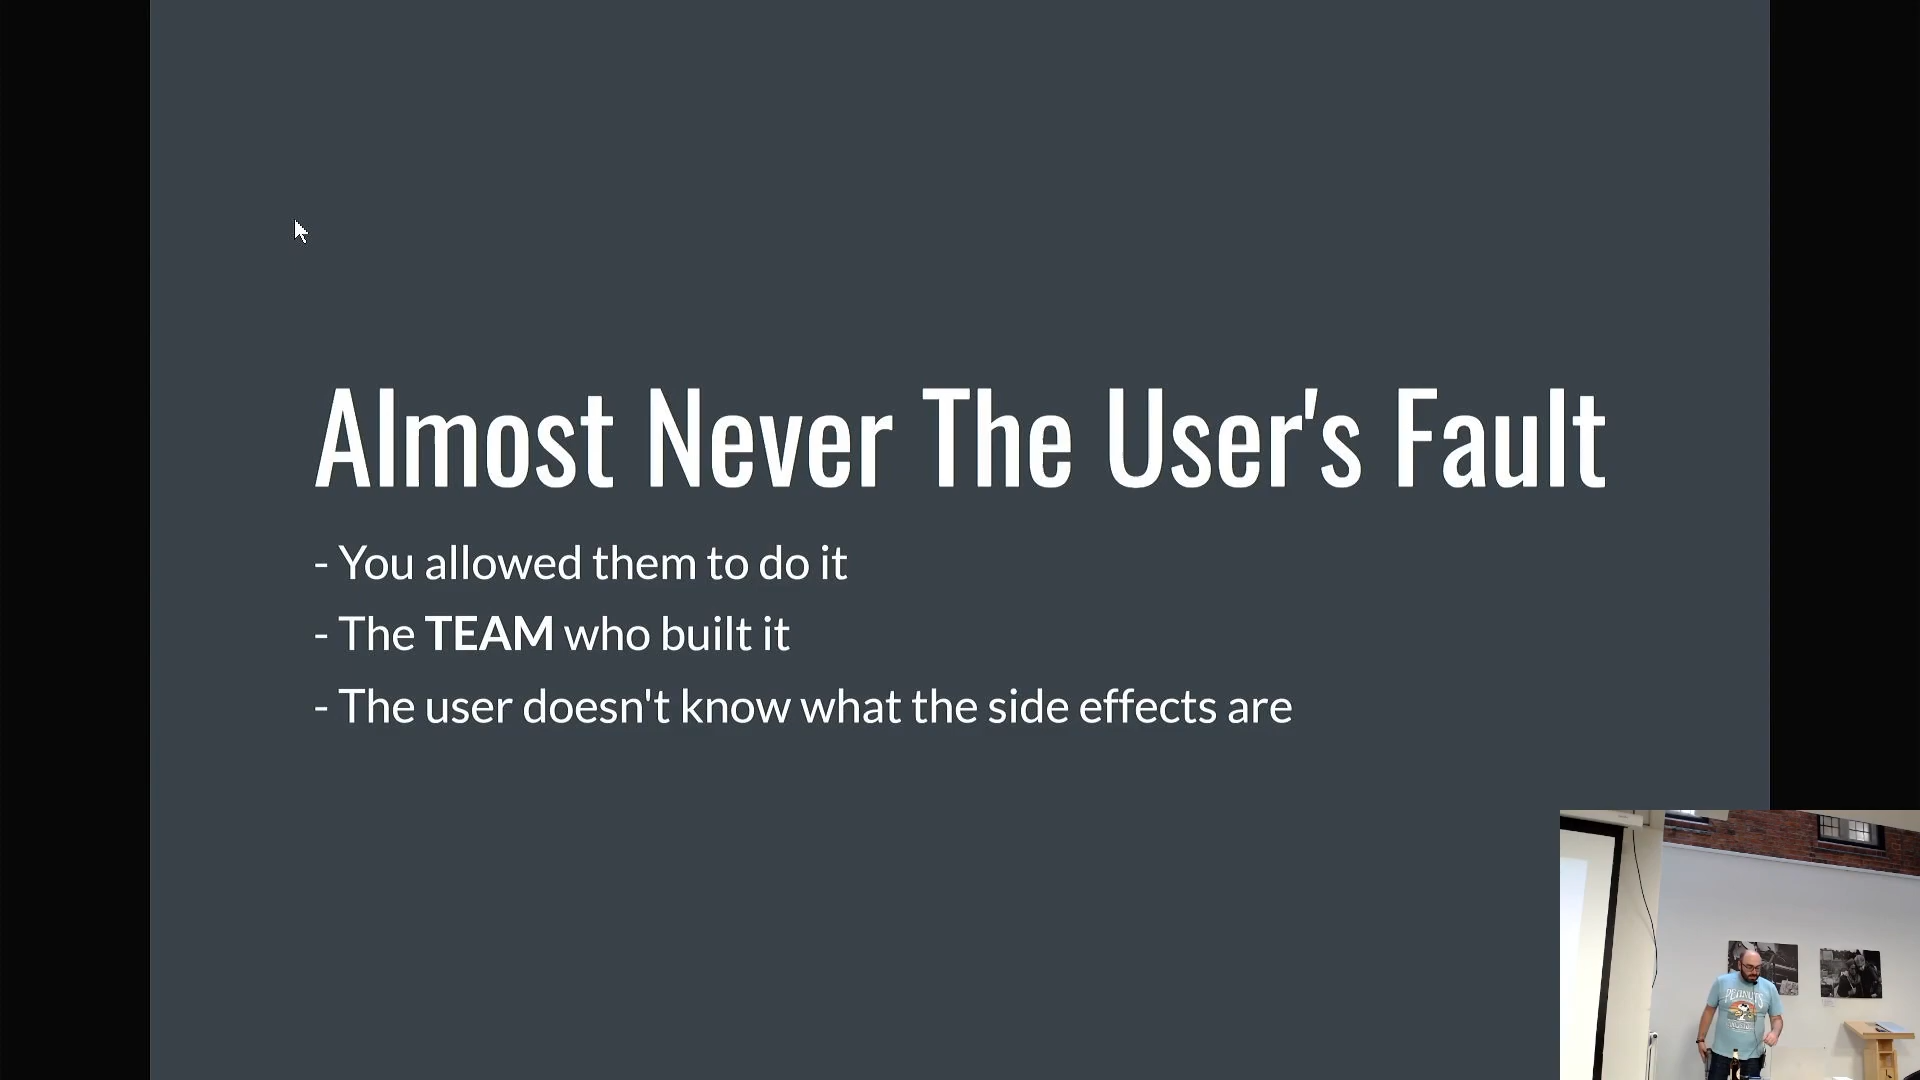 Almost Never The User's Fault
- You allowed them to do it
- The TEAM who built it
- The user doesn't know what the side effects are
PEANUTS